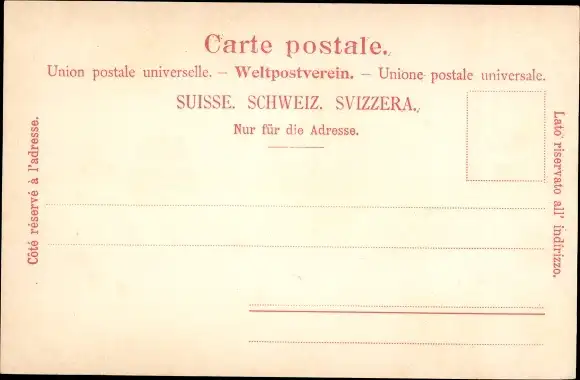 Carte postale.
Union postale universelle. – Weltpostverein. – Unione postale universale.
SUISSE. SCHWEIZ. SVIZZERA.
Nur für die Adresse.
Côté réservé à l'adresse.
Lato riservato all' indirizzo.